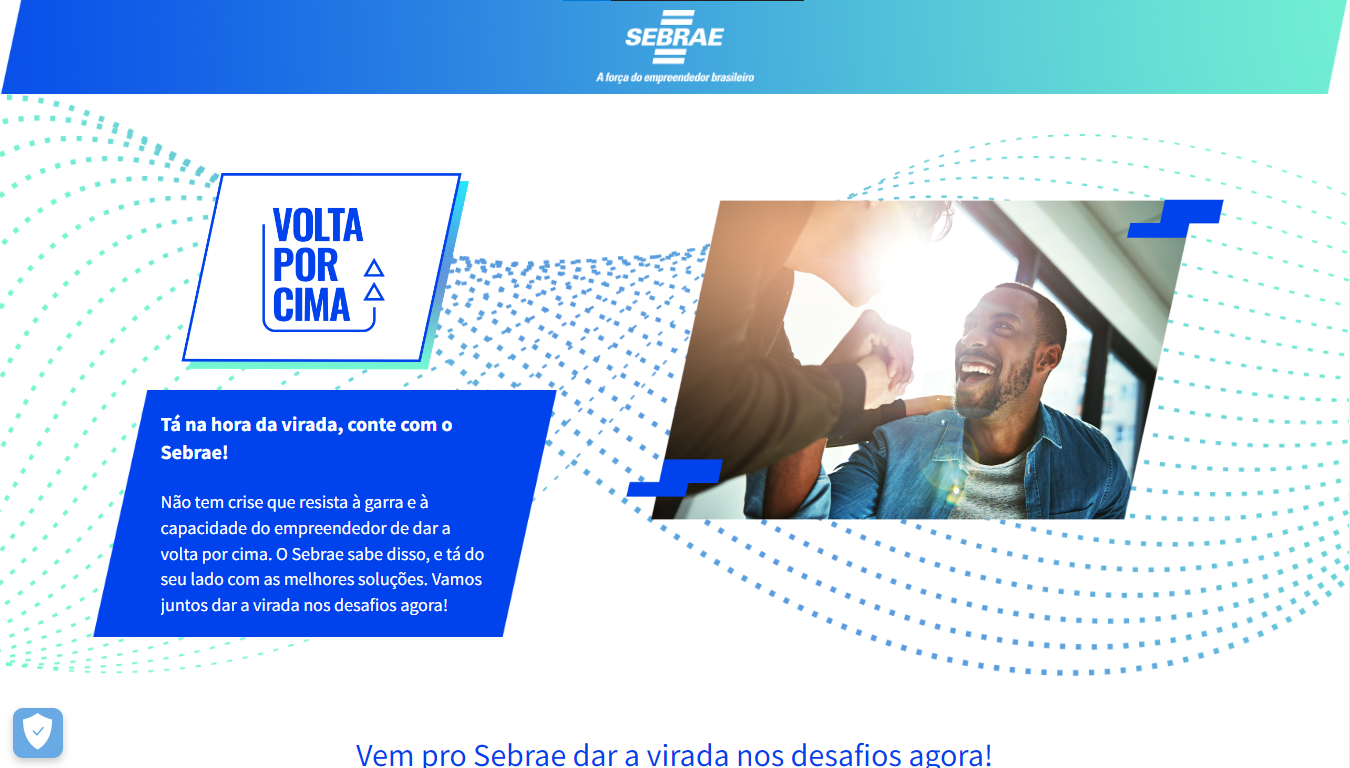 SEBRAE
A força do empreendedor brasileiro
VOLTA
POR
CIMA
Tá na hora da virada, conte com o
Sebrae!
Não tem crise que resista à garra e à
capacidade do empreendedor de dar a
volta por cima. O Sebrae sabe disso, e tá do
seu lado com as melhores soluções. Vamos
juntos dar a virada nos desafios agora!
Vem pro Sebrae dar a virada nos desafios agora!